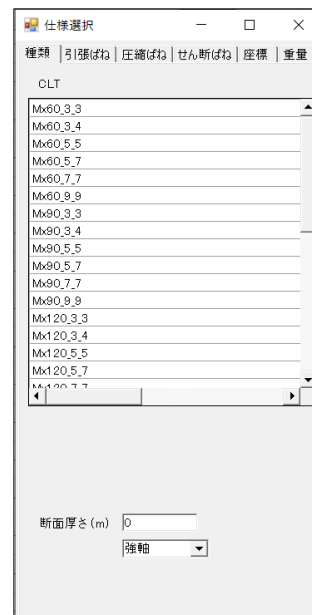 仕様選択
種類 引張ばね 圧縮ばね せん断ばね 座標 重量
CLT
Mx60_3_3
Mx60_3_4
Mx60_5_5
Mx60_5_7
Mx60_7_7
Mx60_9_9
Mx90_3_3
Mx90_3_4
Mx90_5_5
Mx90_5_7
Mx90_7_7
Mx90_9_9
Mx120_3_3
Mx120_3_4
Mx120_5_5
Mx120_5_7
Mx120_7_7
断面厚さ(m) 0
強軸